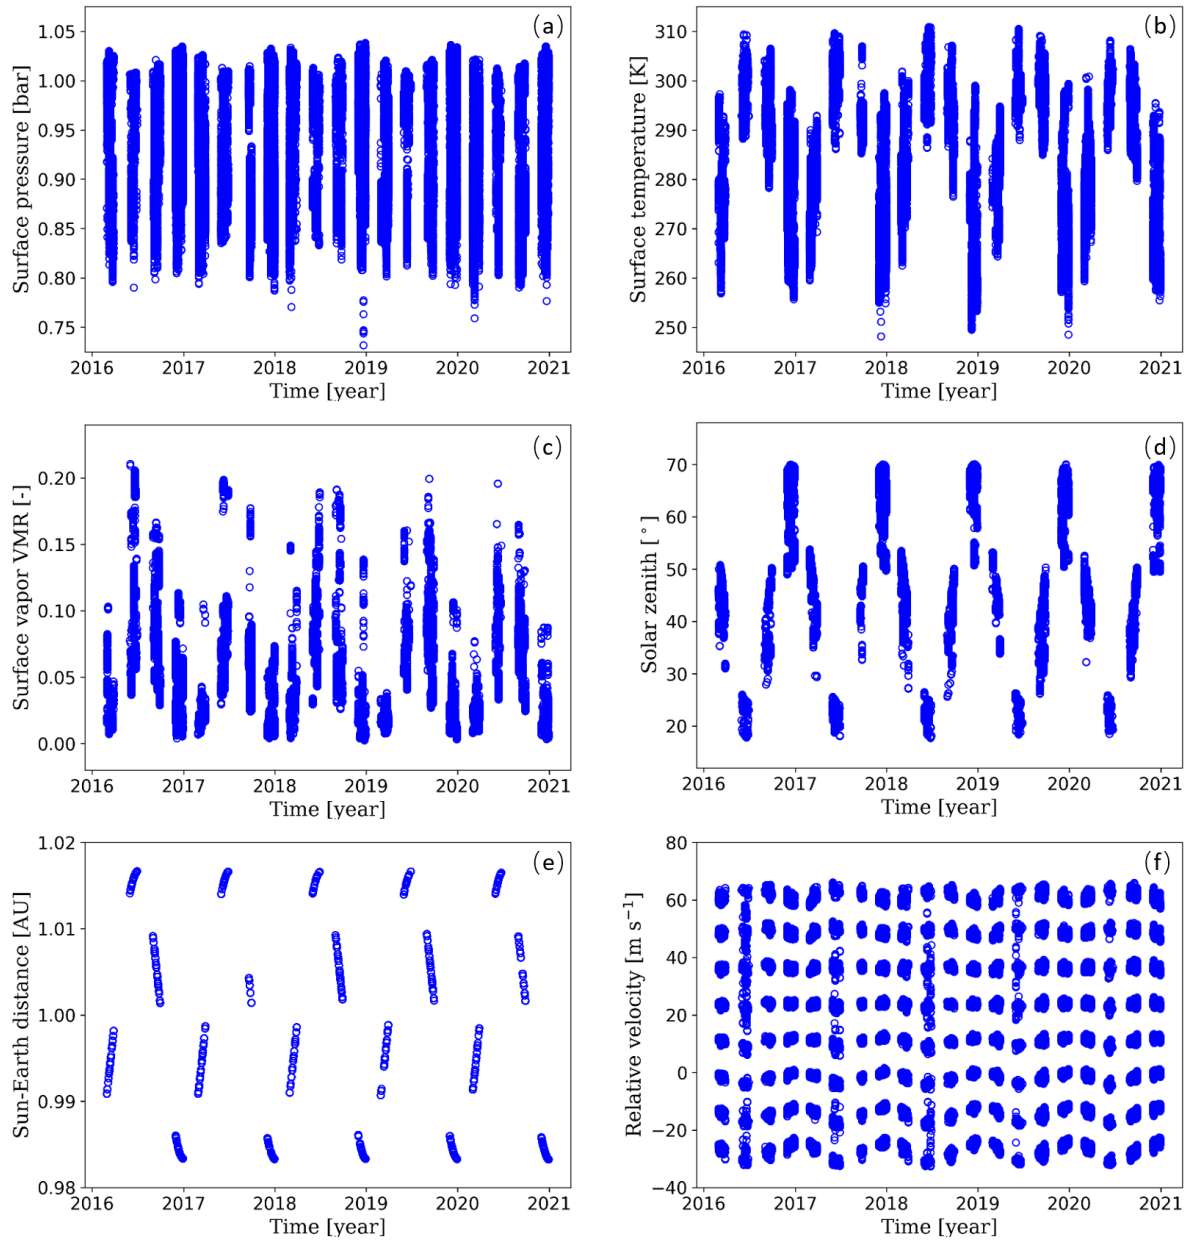 (a)
Surface pressure [bar]
1.05
1.00
0.95
0.90
0.85
0.80
0.75
2016 2017 2018 2019 2020 2021
Time [year]
(b)
Surface temperature [K]
310
300
290
280
270
260
250
2016 2017 2018 2019 2020 2021
Time [year]
(c)
Surface vapor VMR [-]
0.20
0.15
0.10
0.05
0.00
2016 2017 2018 2019 2020 2021
Time [year]
(d)
Solar zenith [°]
70
60
50
40
30
20
2016 2017 2018 2019 2020 2021
Time [year]
(e)
Sun-Earth distance [AU]
1.02
1.01
1.00
0.99
0.98
2016 2017 2018 2019 2020 2021
Time [year]
(f)
Relative velocity [m s⁻¹]
80
60
40
20
0
−20
−40
2016 2017 2018 2019 2020 2021
Time [year]